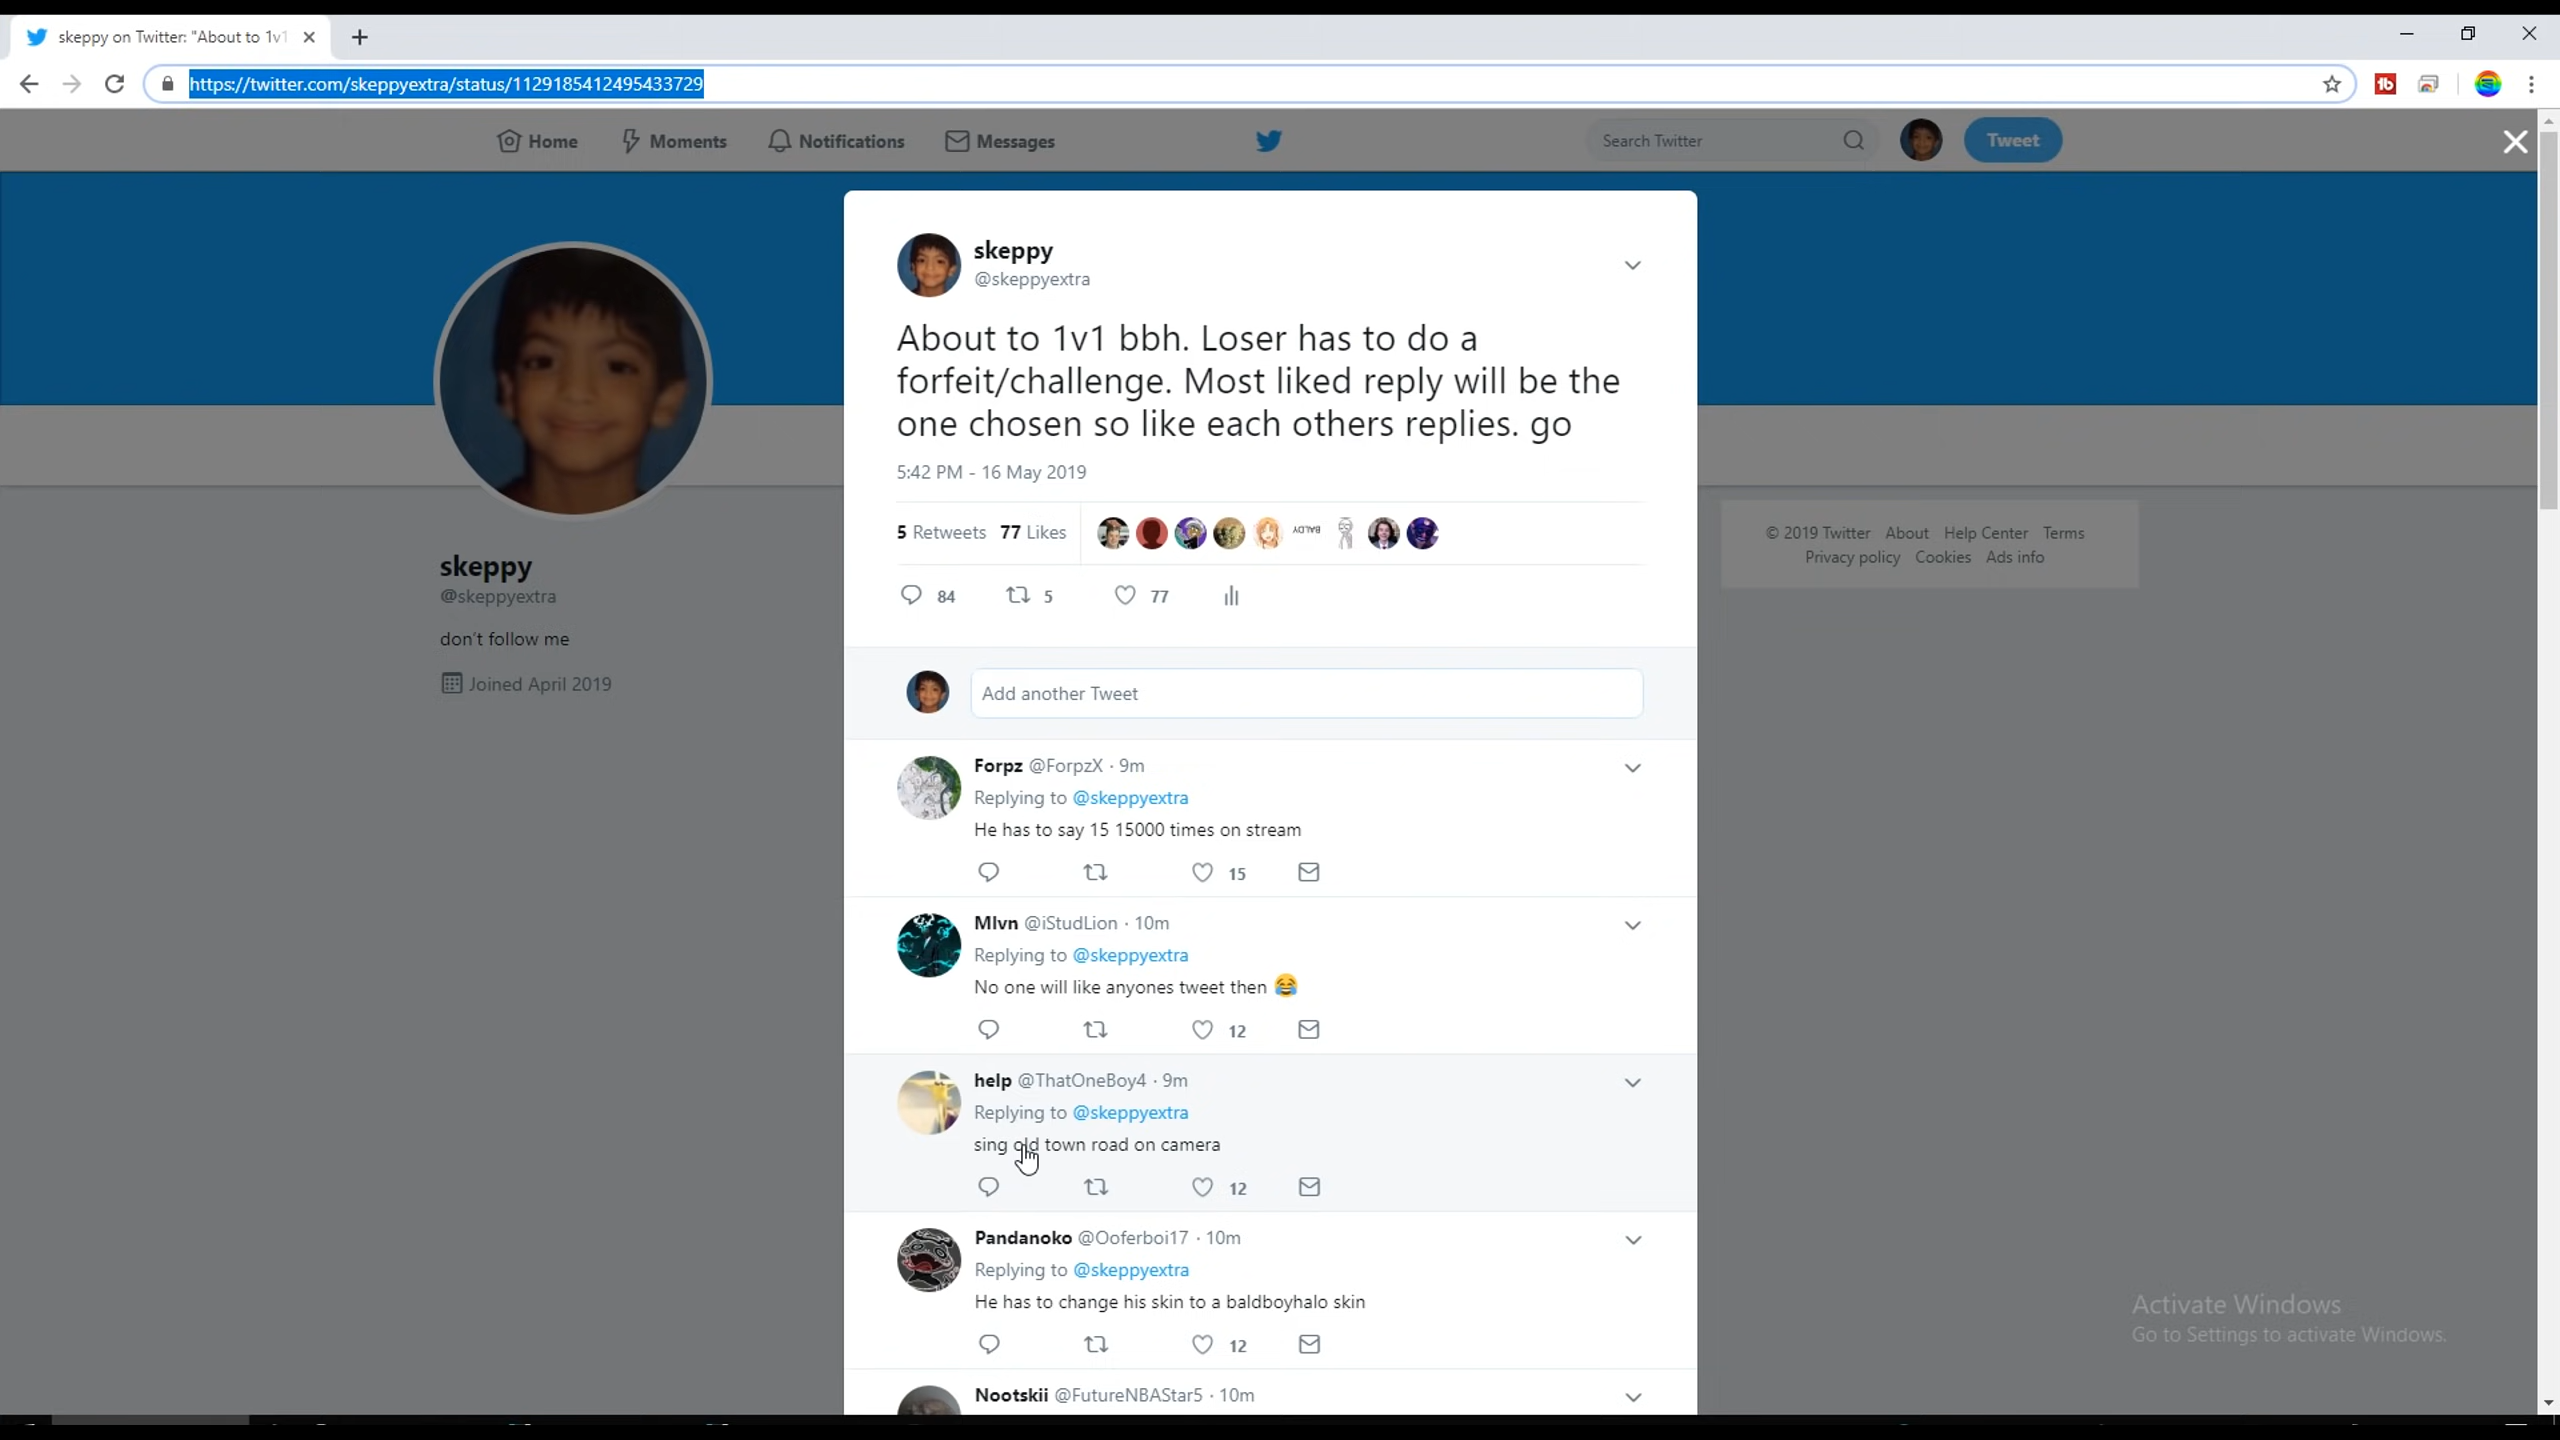 skeppy on Twitter: "About to 1v1
https://twitter.com/skeppyextra/status/1129185412495433729
Home Moments Notifications Messages Search Twitter Tweet
skeppy
@skeppyextra
About to 1v1 bbh. Loser has to do a
forfeit/challenge. Most liked reply will be the
one chosen so like each others replies. go
5:42 PM - 16 May 2019
5 Retweets 77 Likes BALDY
84 5 77
Add another Tweet
Forpz @ForpzX · 9m
Replying to @skeppyextra
He has to say 15 15000 times on stream
15
Mlvn @iStudLion · 10m
Replying to @skeppyextra
No one will like anyones tweet then 😂
12
help @ThatOneBoy4 · 9m
Replying to @skeppyextra
sing old town road on camera
12
Pandanoko @Ooferboi17 · 10m
Replying to @skeppyextra
He has to change his skin to a baldboyhalo skin
12
Nootskii @FutureNBAStar5 · 10m
skeppy
@skeppyextra
don't follow me
Joined April 2019
© 2019 Twitter About Help Center Terms
Privacy policy Cookies Ads info
Activate Windows
Go to Settings to activate Windows.